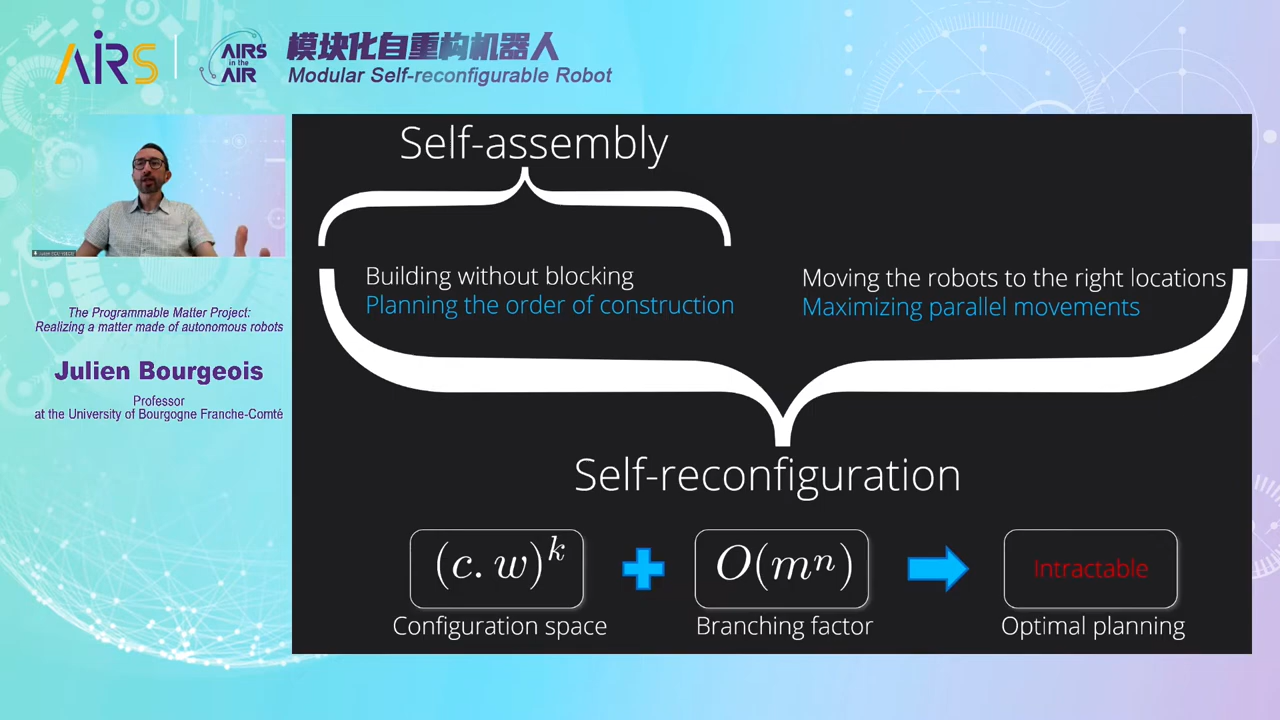 AIRS
AIRS
in the
AIR
模块化自重构机器人
Modular Self-reconfigurable Robot
The Programmable Matter Project:
Realizing a matter made of autonomous robots
Julien Bourgeois
Professor
at the University of Bourgogne Franche-Comté
Self-assembly
Building without blocking
Planning the order of construction
Moving the robots to the right locations
Maximizing parallel movements
Self-reconfiguration
(c.w)^k
+
O(m^n)
Intractable
Configuration space
Branching factor
Optimal planning